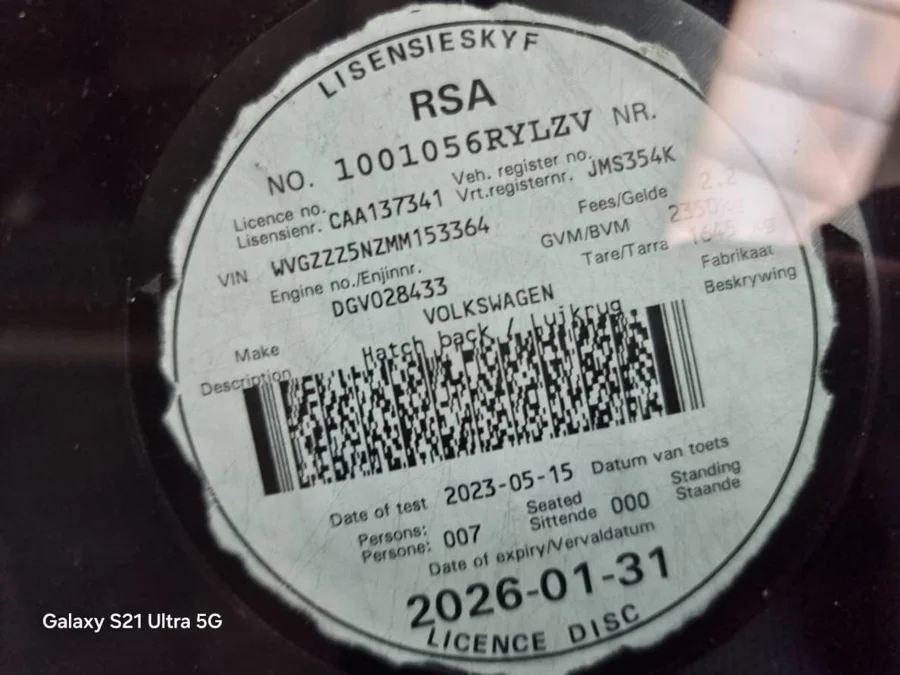 LISENSIESKYF
RSA
NO. 1001056RYLZV NR.
Licence no. CAA137341 Veh. register no. JMS354K
Lisensienr. Vrt.registernr.
VIN WVGZZZ5NZMM153364 Fees/Gelde
Engine no./Enjinnr. GVM/BVM
DGV028433 Tare/Tarra
Make VOLKSWAGEN Fabrikaat
Description Hatch back / Luikrug Beskrywing
Date of test 2023-05-15 Datum van toets
Persons: 007 Seated 000 Standing
Persone: Sittende Staande
Date of expiry/Vervaldatum
2026-01-31
LICENCE DISC
Galaxy S21 Ultra 5G